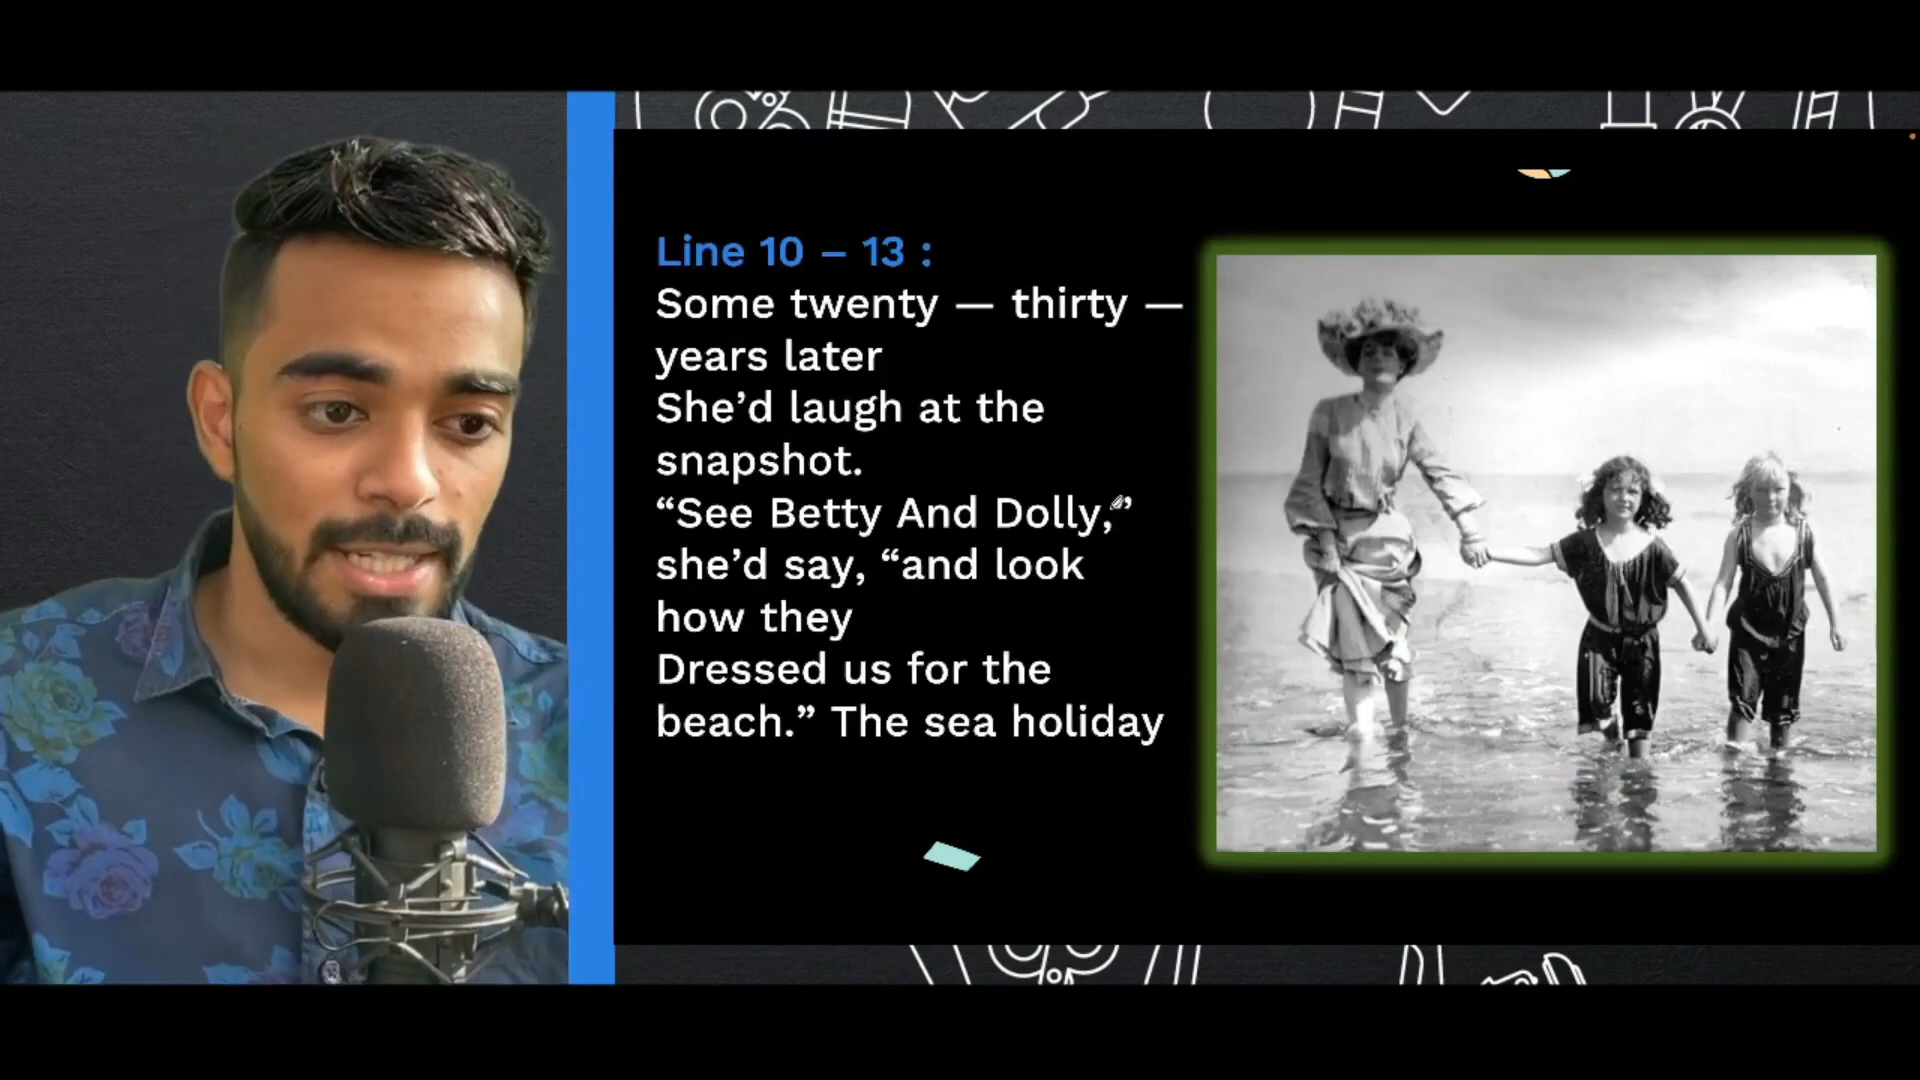 Line 10 – 13 :
Some twenty — thirty —
years later
She’d laugh at the
snapshot.
“See Betty And Dolly,”
she’d say, “and look
how they
Dressed us for the
beach.” The sea holiday